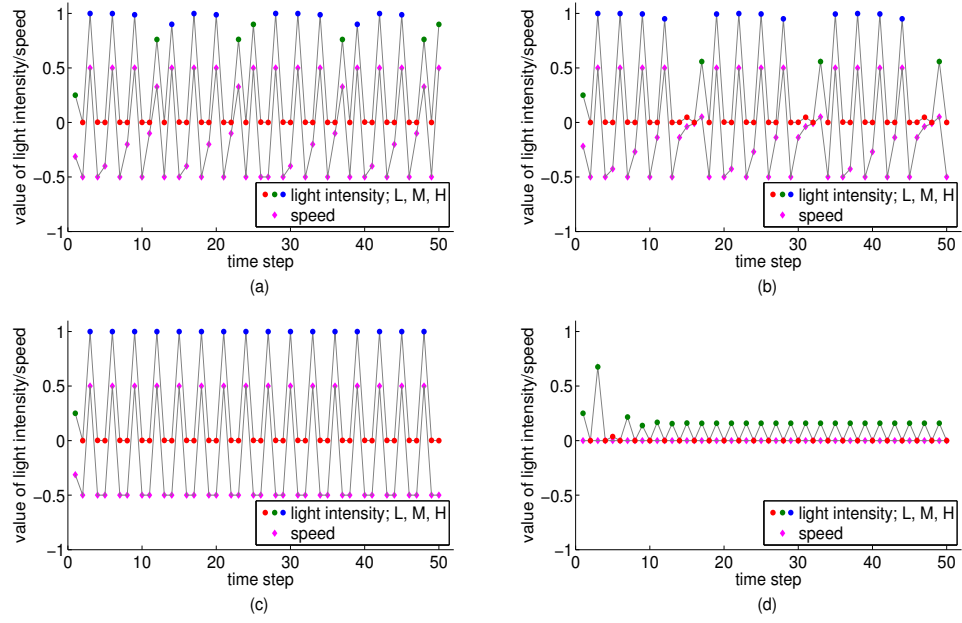 value of light intensity/speed
1
0.5
0
−0.5
−1
0 10 20 30 40 50
time step
light intensity; L, M, H
speed
(a)
value of light intensity/speed
1
0.5
0
−0.5
−1
0 10 20 30 40 50
time step
light intensity; L, M, H
speed
(b)
value of light intensity/speed
1
0.5
0
−0.5
−1
0 10 20 30 40 50
time step
light intensity; L, M, H
speed
(c)
value of light intensity/speed
1
0.5
0
−0.5
−1
0 10 20 30 40 50
time step
light intensity; L, M, H
speed
(d)